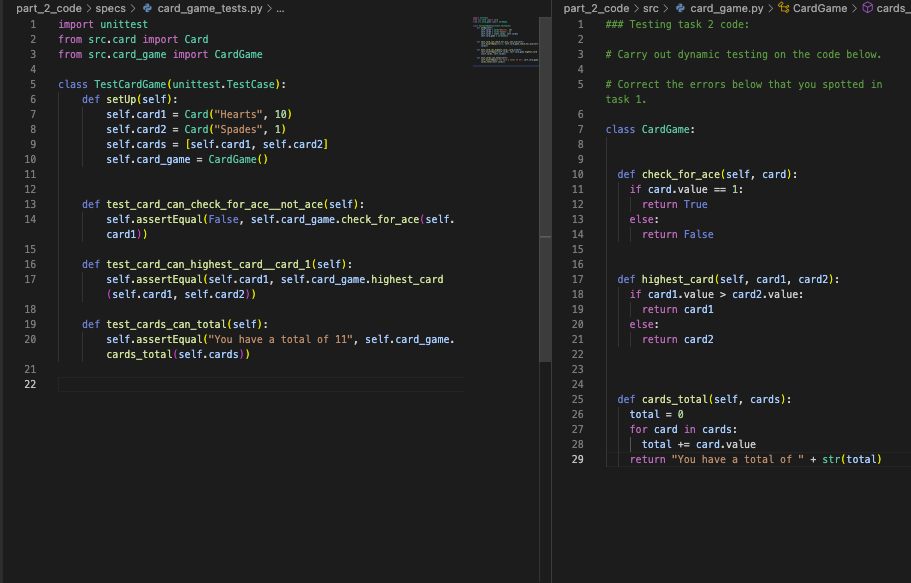 part_2_code > specs > card_game_tests.py > ...
1 import unittest
2 from src.card import Card
3 from src.card_game import CardGame
4
5 class TestCardGame(unittest.TestCase):
6 def setUp(self):
7 self.card1 = Card("Hearts", 10)
8 self.card2 = Card("Spades", 1)
9 self.cards = [self.card1, self.card2]
10 self.card_game = CardGame()
11
12
13 def test_card_can_check_for_ace__not_ace(self):
14 self.assertEqual(False, self.card_game.check_for_ace(self.
card1))
15
16 def test_card_can_highest_card__card_1(self):
17 self.assertEqual(self.card1, self.card_game.highest_card
(self.card1, self.card2))
18
19 def test_cards_can_total(self):
20 self.assertEqual("You have a total of 11", self.card_game.
cards_total(self.cards))
21
22
part_2_code > src > card_game.py > CardGame > cards_
1 ### Testing task 2 code:
2
3 # Carry out dynamic testing on the code below.
4
5 # Correct the errors below that you spotted in
task 1.
6
7 class CardGame:
8
9
10 def check_for_ace(self, card):
11 if card.value == 1:
12 return True
13 else:
14 return False
15
16
17 def highest_card(self, card1, card2):
18 if card1.value > card2.value:
19 return card1
20 else:
21 return card2
22
23
24
25 def cards_total(self, cards):
26 total = 0
27 for card in cards:
28 total += card.value
29 return "You have a total of " + str(total)